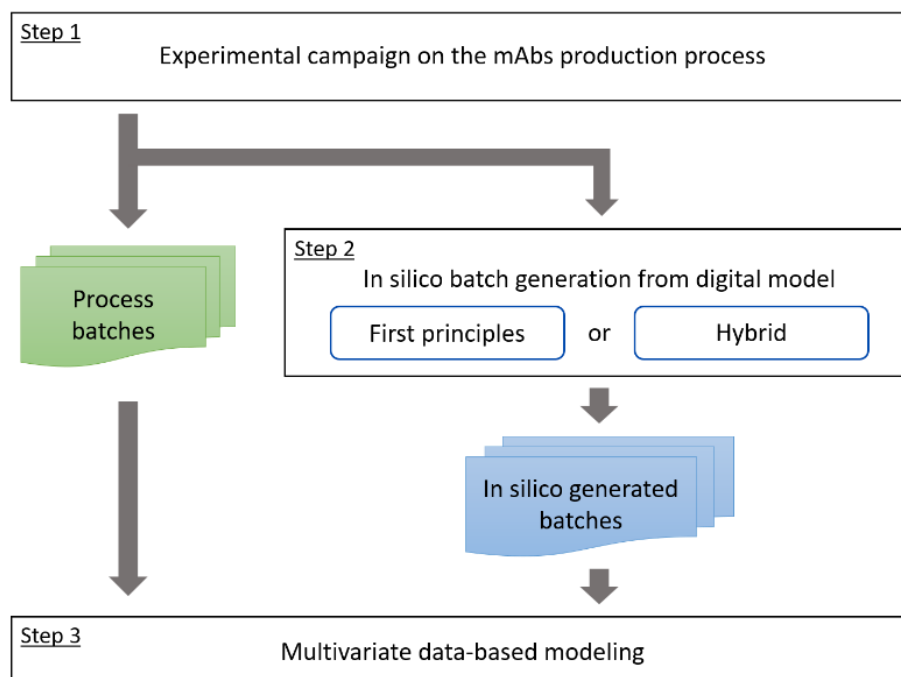 Step 1
Experimental campaign on the mAbs production process
Process
batches
Step 2
In silico batch generation from digital model
First principles or Hybrid
In silico generated
batches
Step 3
Multivariate data-based modeling